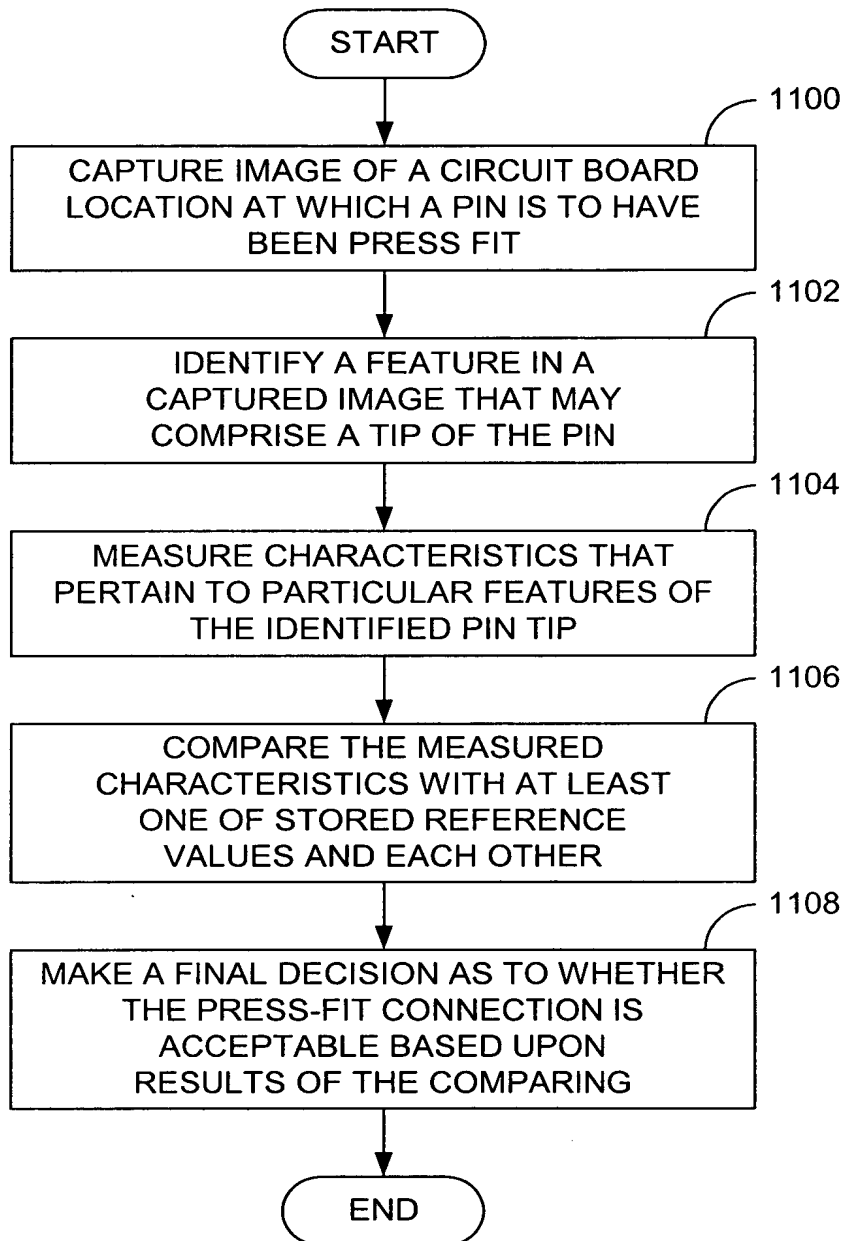 START
1100
CAPTURE IMAGE OF A CIRCUIT BOARD
LOCATION AT WHICH A PIN IS TO HAVE
BEEN PRESS FIT
1102
IDENTIFY A FEATURE IN A
CAPTURED IMAGE THAT MAY
COMPRISE A TIP OF THE PIN
1104
MEASURE CHARACTERISTICS THAT
PERTAIN TO PARTICULAR FEATURES OF
THE IDENTIFIED PIN TIP
1106
COMPARE THE MEASURED
CHARACTERISTICS WITH AT LEAST
ONE OF STORED REFERENCE
VALUES AND EACH OTHER
1108
MAKE A FINAL DECISION AS TO WHETHER
THE PRESS-FIT CONNECTION IS
ACCEPTABLE BASED UPON
RESULTS OF THE COMPARING
END